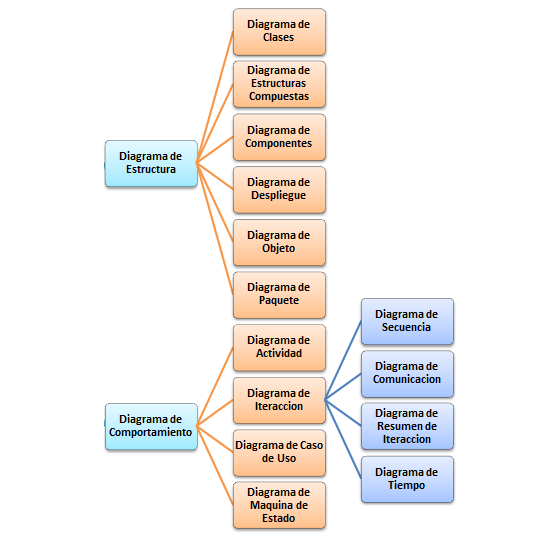 Diagrama de
Estructura
Diagrama de
Clases
Diagrama de
Estructuras
Compuestas
Diagrama de
Componentes
Diagrama de
Despliegue
Diagrama de
Objeto
Diagrama de
Paquete
Diagrama de
Comportamiento
Diagrama de
Actividad
Diagrama de
Iteraccion
Diagrama de Caso
de Uso
Diagrama de
Maquina de
Estado
Diagrama de
Secuencia
Diagrama de
Comunicacion
Diagrama de
Resumen de
Iteraccion
Diagrama de
Tiempo